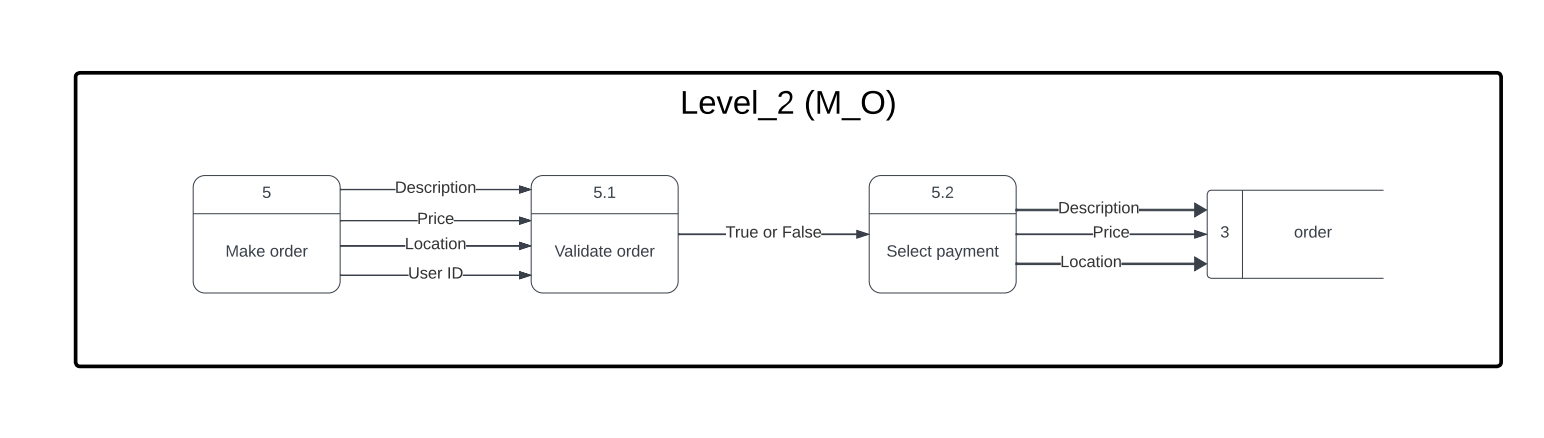 Level_2 (M_O)
5
Make order
Description
Price
Location
User ID
5.1
Validate order
True or False
5.2
Select payment
Description
Price
Location
3
order